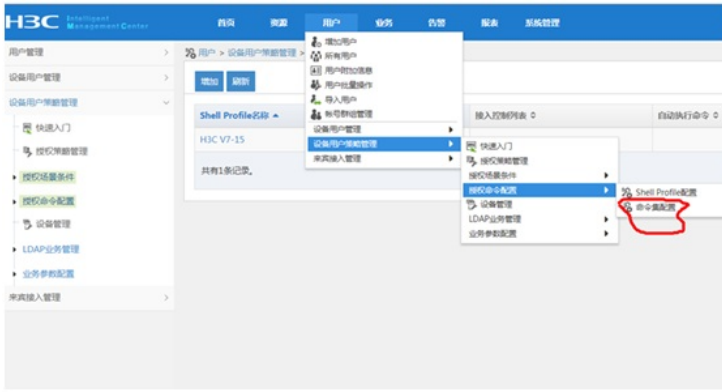 H3C Intelligent Management Center
首页 资源 用户 业务 告警 报表 系统管理
用户管理
设备用户管理
设备用户策略管理
快速入门
授权策略管理
授权场景条件
授权命令配置
设备管理
LDAP业务管理
业务参数配置
来宾接入管理
用户 > 设备用户策略管理 >
增加 刷新
Shell Profile名称 接入控制列表 自动执行命令
H3C V7-15
共有1条记录。
增加用户
所有用户
用户附加信息
用户批量操作
导入用户
帐号群组管理
设备用户管理
设备用户策略管理
来宾接入管理
快速入门
授权策略管理
授权场景条件
授权命令配置
设备管理
LDAP业务管理
业务参数配置
Shell Profile配置
命令集配置